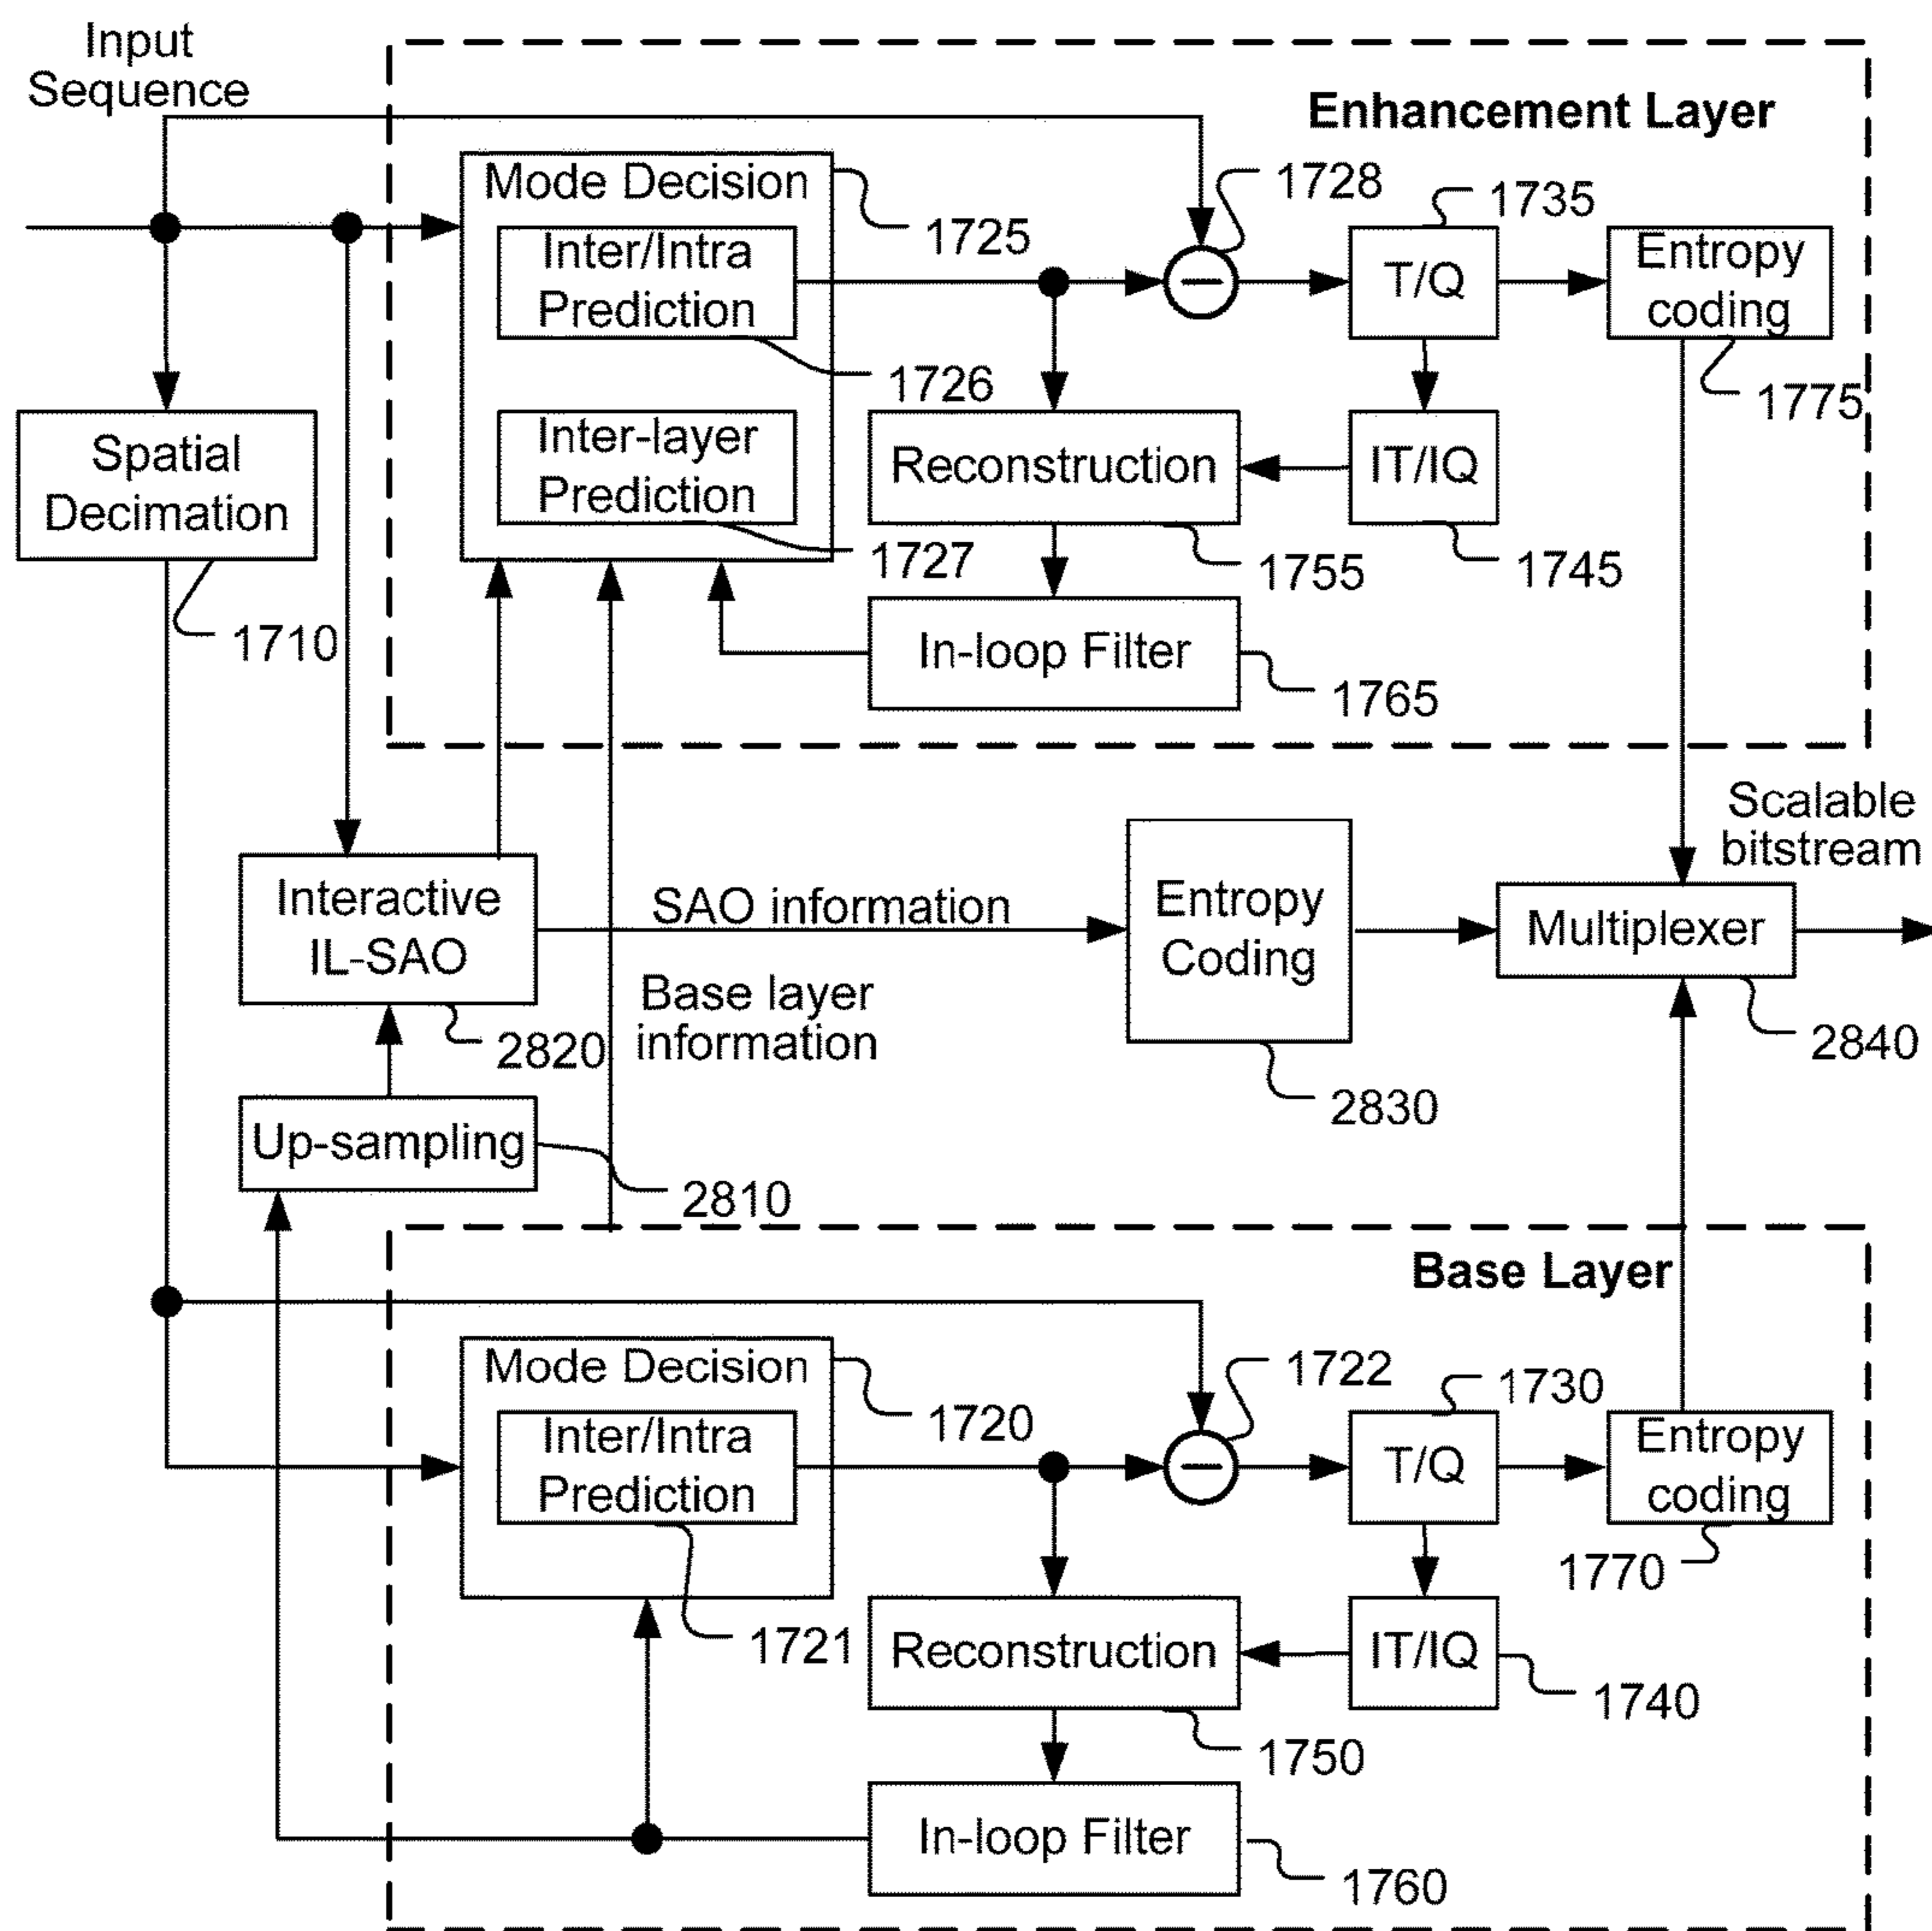 Input
Sequence
Enhancement Layer
Mode Decision
1725
1728
1735
Inter/Intra
Prediction
1726
T/Q
Entropy
coding
1775
Spatial
Decimation
1710
Inter-layer
Prediction
1727
Reconstruction
1755
IT/IQ
1745
In-loop Filter
1765
Scalable
bitstream
Interactive
IL-SAO
2820
SAO information
Entropy
Coding
2830
Multiplexer
2840
Base layer
information
Up-sampling
2810
Base Layer
Mode Decision
1720
1722
1730
Inter/Intra
Prediction
1721
T/Q
Entropy
coding
1770
Reconstruction
1750
IT/IQ
1740
In-loop Filter
1760